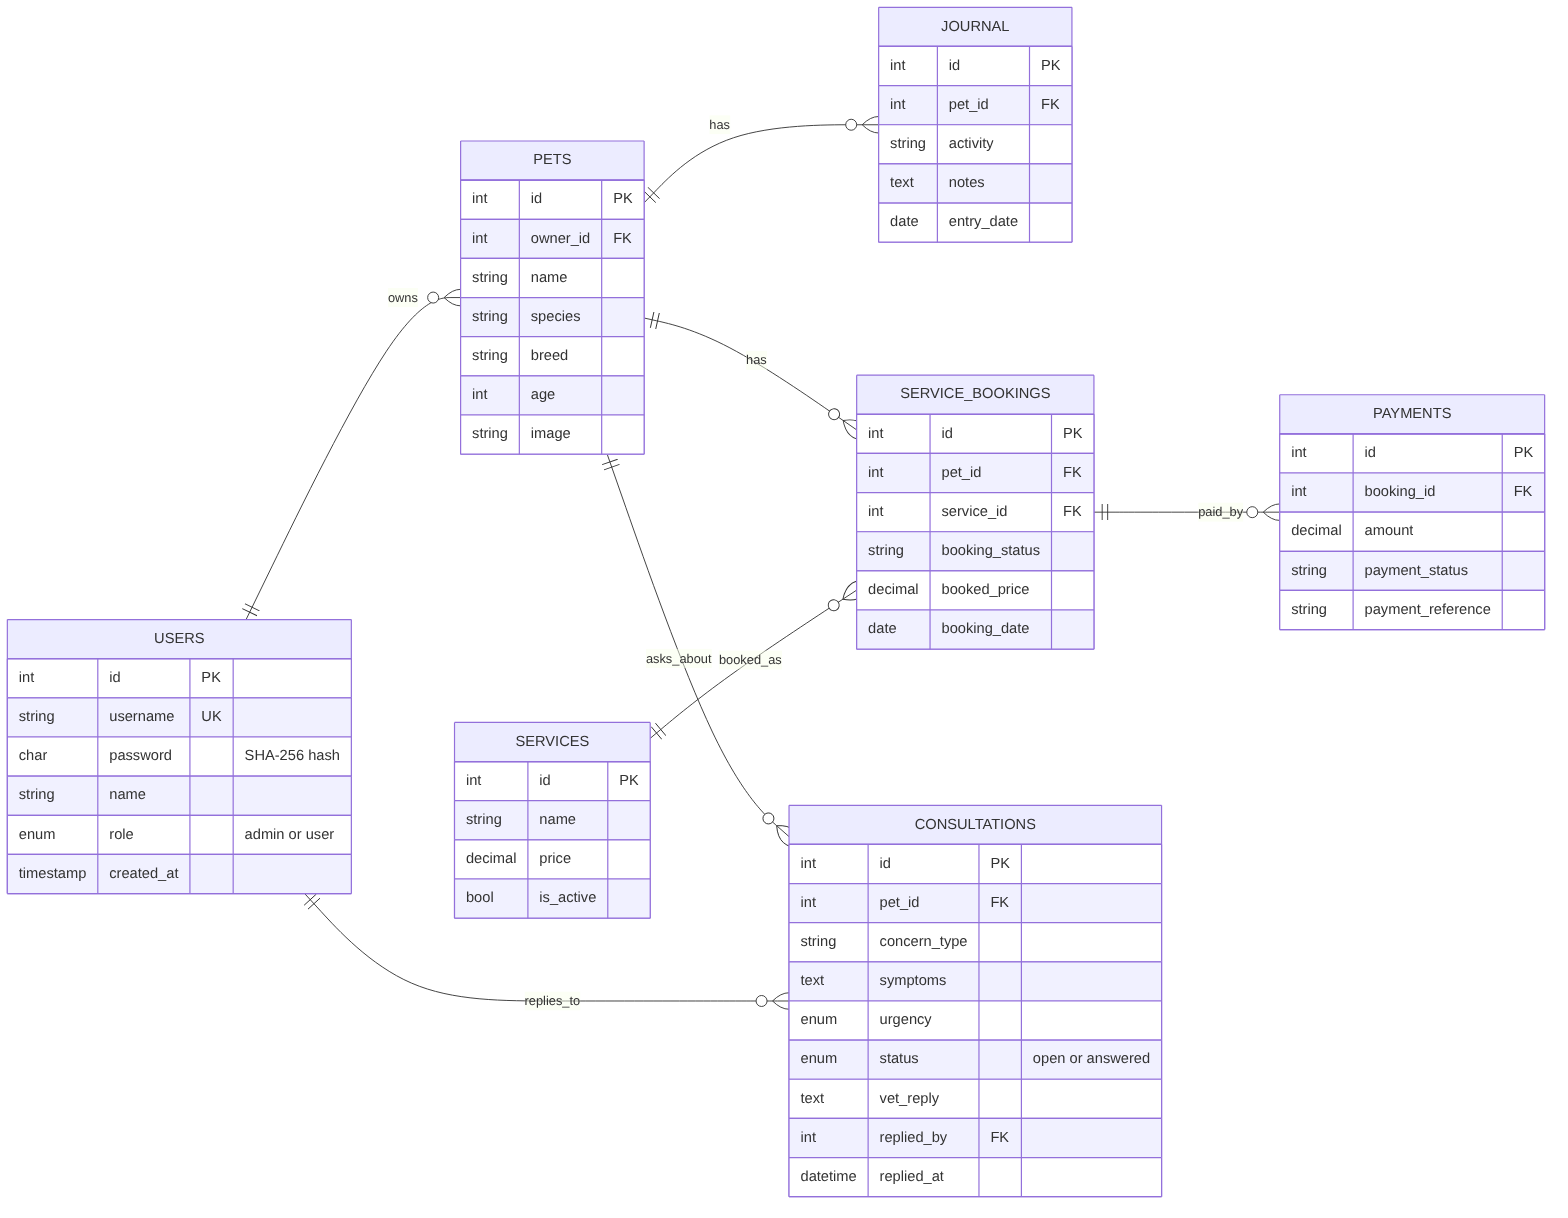 JOURNAL
int id PK
int pet_id FK
string activity
text notes
date entry_date
has
PETS
int id PK
int owner_id FK
string name
string species
string breed
int age
string image
owns
has
SERVICE_BOOKINGS
int id PK
int pet_id FK
int service_id FK
string booking_status
decimal booked_price
date booking_date
paid_by
PAYMENTS
int id PK
int booking_id FK
decimal amount
string payment_status
string payment_reference
USERS
int id PK
string username UK
char password SHA-256 hash
string name
enum role admin or user
timestamp created_at
asks_about
booked_as
SERVICES
int id PK
string name
decimal price
bool is_active
replies_to
CONSULTATIONS
int id PK
int pet_id FK
string concern_type
text symptoms
enum urgency
enum status open or answered
text vet_reply
int replied_by FK
datetime replied_at